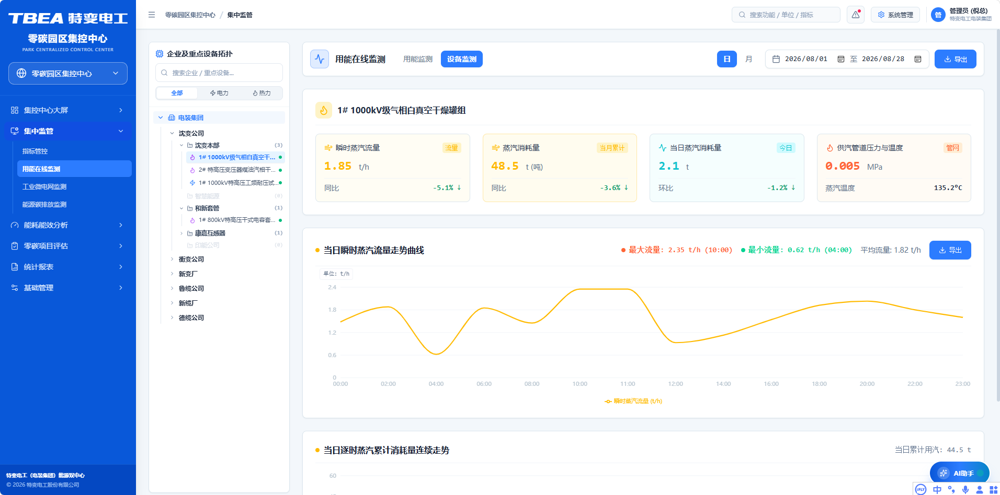 TBEA 特变电工
零碳园区集控中心
PARK CENTRALIZED CONTROL CENTER
零碳园区集控中心
集控中心大屏
集中监管
指标管控
用能在线监测
工业微电网监测
能源碳排放监测
能耗能效分析
零碳项目评估
统计报表
基础管理
特变电工（电装集团）能源双中心
© 2026 特变电工股份有限公司
零碳园区集控中心 / 集中监管
搜索功能 / 单位 / 指标
系统管理
管
管理员 (倪总)
特变电工电装集团
企业及重点设备拓扑
搜索企业 / 重点设备...
全部 电力 热力
电装集团
沈变公司
沈变本部 (3)
1# 1000kV级气相白真空干...
2# 特高压变压器煤油汽相干...
1# 1000kV特高压工频耐压试...
智慧能源 (0)
和新套管 (1)
1# 800kV特高压干式电容套...
康嘉互感器 (1)
印能公司 (0)
衡变公司
新变厂
鲁缆公司
新缆厂
德缆公司
用能在线监测 用能监测 设备监测
日 月 2026/08/01 至 2026/08/28 导出
1# 1000kV级气相白真空干燥罐组
瞬时蒸汽流量 流量
1.85 t/h
同比 -5.1% ↓
蒸汽消耗量 当月累计
48.5 t (吨)
同比 -3.6% ↓
当日蒸汽消耗量 今日
2.1 t
环比 -1.2% ↓
供汽管道压力与温度 管网
0.005 MPa
蒸汽温度 135.2°C
当日瞬时蒸汽流量走势曲线
最大流量: 2.35 t/h (10:00) 最小流量: 0.62 t/h (04:00) 平均流量: 1.82 t/h 导出
单位: t/h
2.4
1.8
1.2
0.6
0
00:00 02:00 04:00 06:00 08:00 10:00 11:00 12:00 14:00 16:00 18:00 20:00 22:00 23:00
瞬时蒸汽流量 (t/h)
当日逐时蒸汽累计消耗量连续走势
当日累计用汽: 44.5 t
60
AI助手
iFLY 中